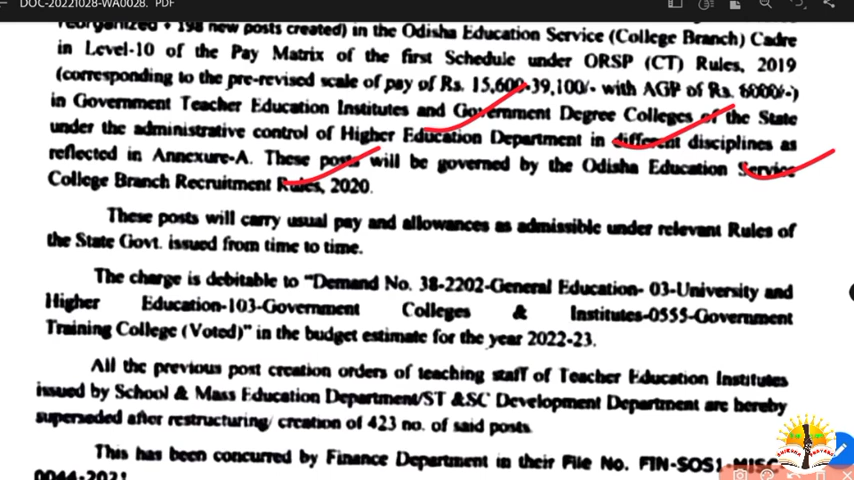 DOC-20221028-WA0028. PDF
reorganized + 198 new posts created) in the Odisha Education Service (College Branch) Cadre
in Level-10 of the Pay Matrix of the first Schedule under ORSP (CT) Rules, 2019
(corresponding to the pre-revised scale of pay of Rs. 15,600-39,100/- with AGP of Rs. 6000/-)
in Government Teacher Education Institutes and Government Degree Colleges of the State
under the administrative control of Higher Education Department in different disciplines as
reflected in Annexure-A. These posts will be governed by the Odisha Education Service
College Branch Recruitment Rules, 2020.
These posts will carry usual pay and allowances as admissible under relevant Rules of
the State Govt. issued from time to time.
The charge is debitable to "Demand No. 38-2202-General Education- 03-University and
Higher Education-103-Government Colleges & Institutes-0555-Government
Training College (Voted)" in the budget estimate for the year 2022-23.
All the previous post creation orders of teaching staff of Teacher Education Institutes
issued by School & Mass Education Department/ST &SC Development Department are hereby
superseded after restructuring/ creation of 423 no. of said posts.
This has been concurred by Finance Department in their File No. FIN-SOS1-MISC-
0044-2021